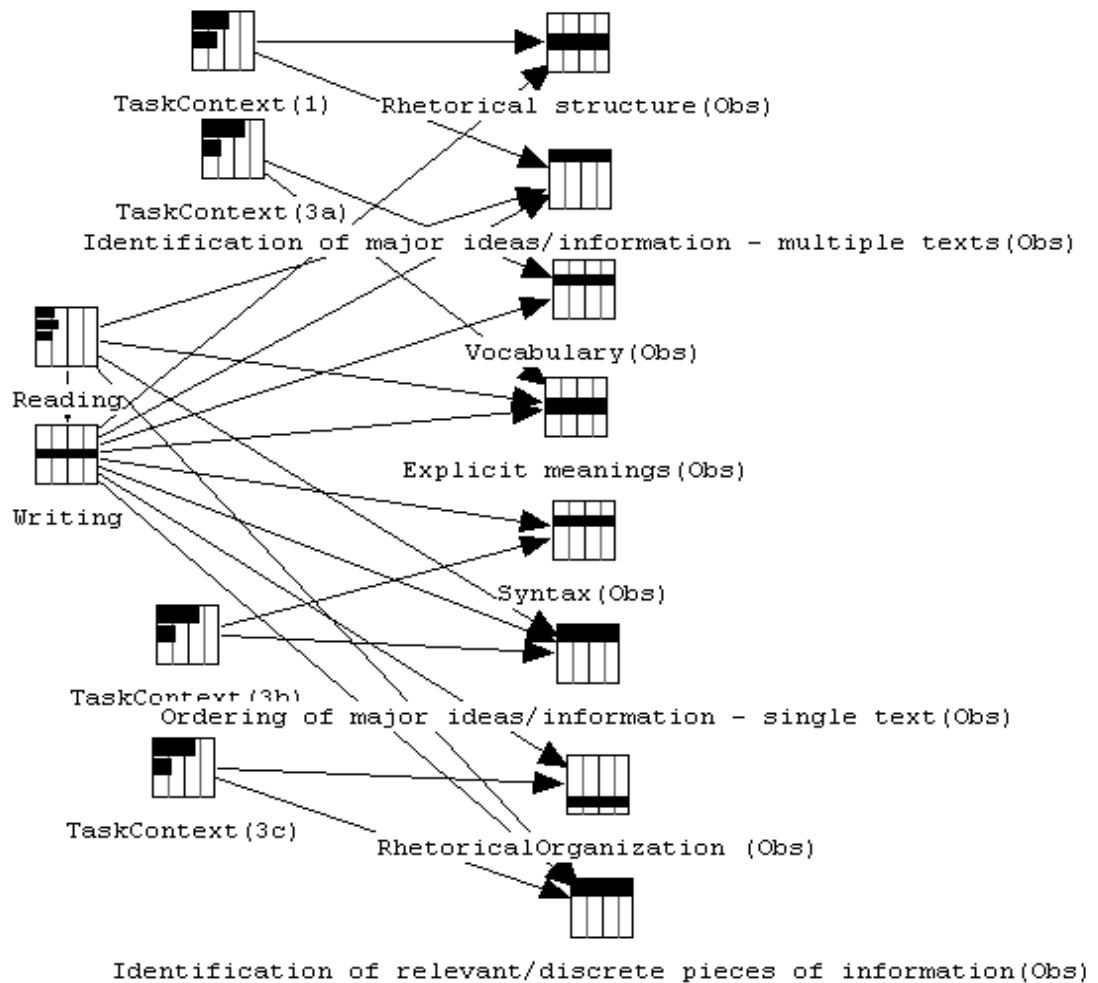 TaskContext(1)
Rhetorical structure(Obs)
TaskContext(3a)
Identification of major ideas/information - multiple texts(Obs)
Vocabulary(Obs)
Reading
Explicit meanings(Obs)
Writing
Syntax(Obs)
TaskContext(3b)
Ordering of major ideas/information - single text(Obs)
TaskContext(3c)
RhetoricalOrganization (Obs)
Identification of relevant/discrete pieces of information(Obs)